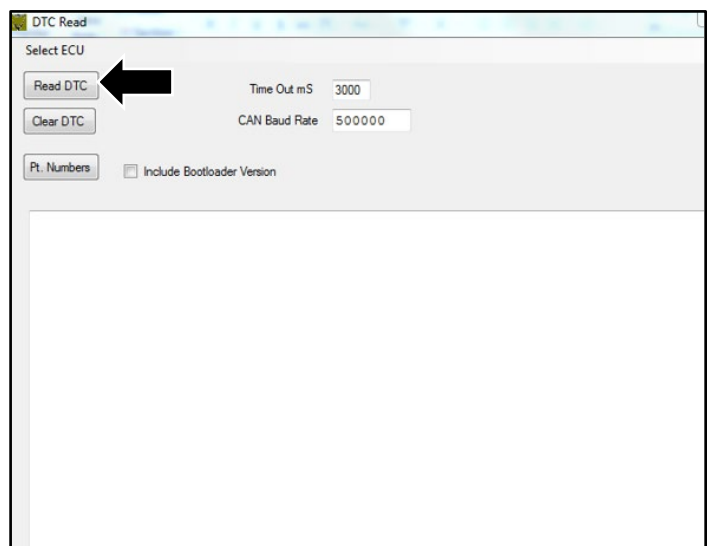 DTC Read
Select ECU
Read DTC
Time Out mS 3000
Clear DTC
CAN Baud Rate 500000
Pt. Numbers
Include Bootloader Version